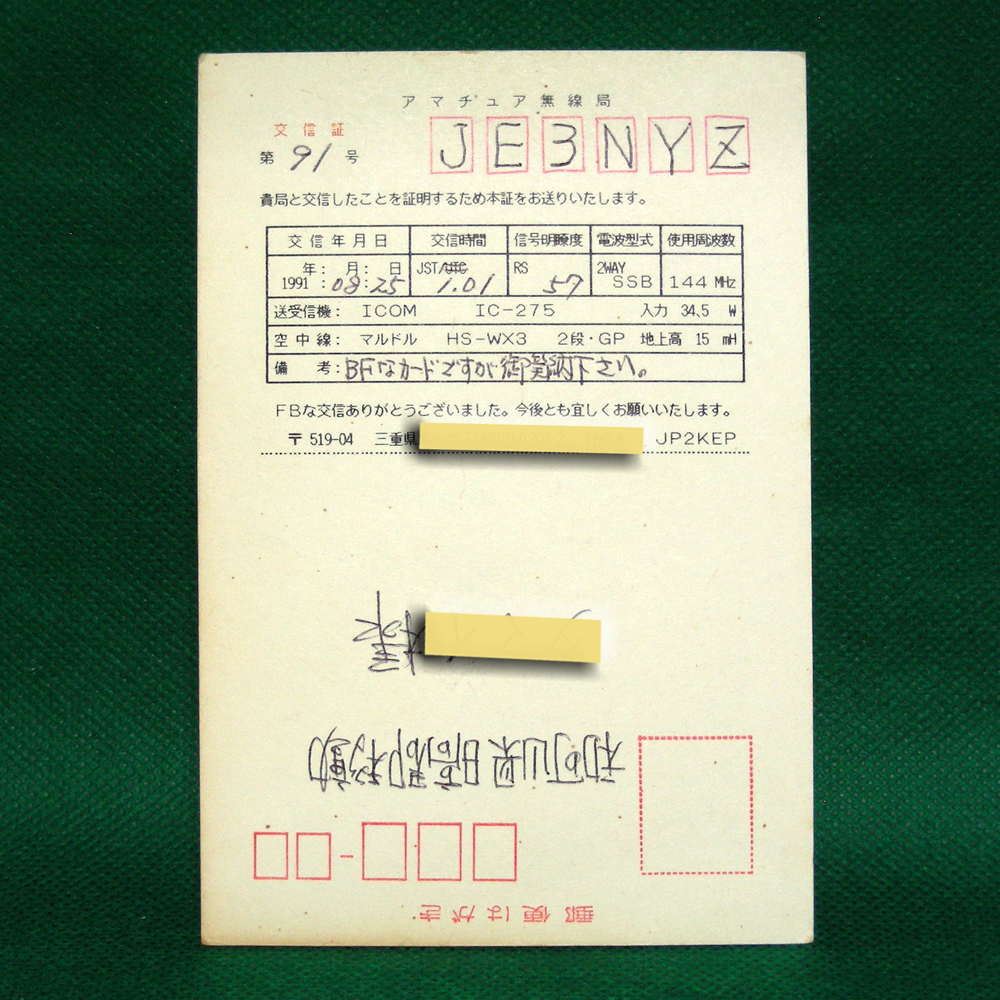 アマチュア無線局
交信証
第 91 号
JE3NYZ
貴局と交信したことを証明するため本証をお送りいたします。
交信年月日 交信時間 信号明瞭度 電波型式 使用周波数
年: 月: 日 JST/UTC RS 2WAY
1991 : 08:25 1.01 57 SSB 144 MHz
送受信機: ICOM IC-275 入力 34.5 W
空中線: マルドル HS-WX3 2段・GP 地上高 15 mH
備考: BFなカードですが御笑納下さい。
FBな交信ありがとうございました。今後とも宜しくお願いいたします。
〒519-04 三重県 JP2KEP
様
和歌山県 移動
郵便はがき